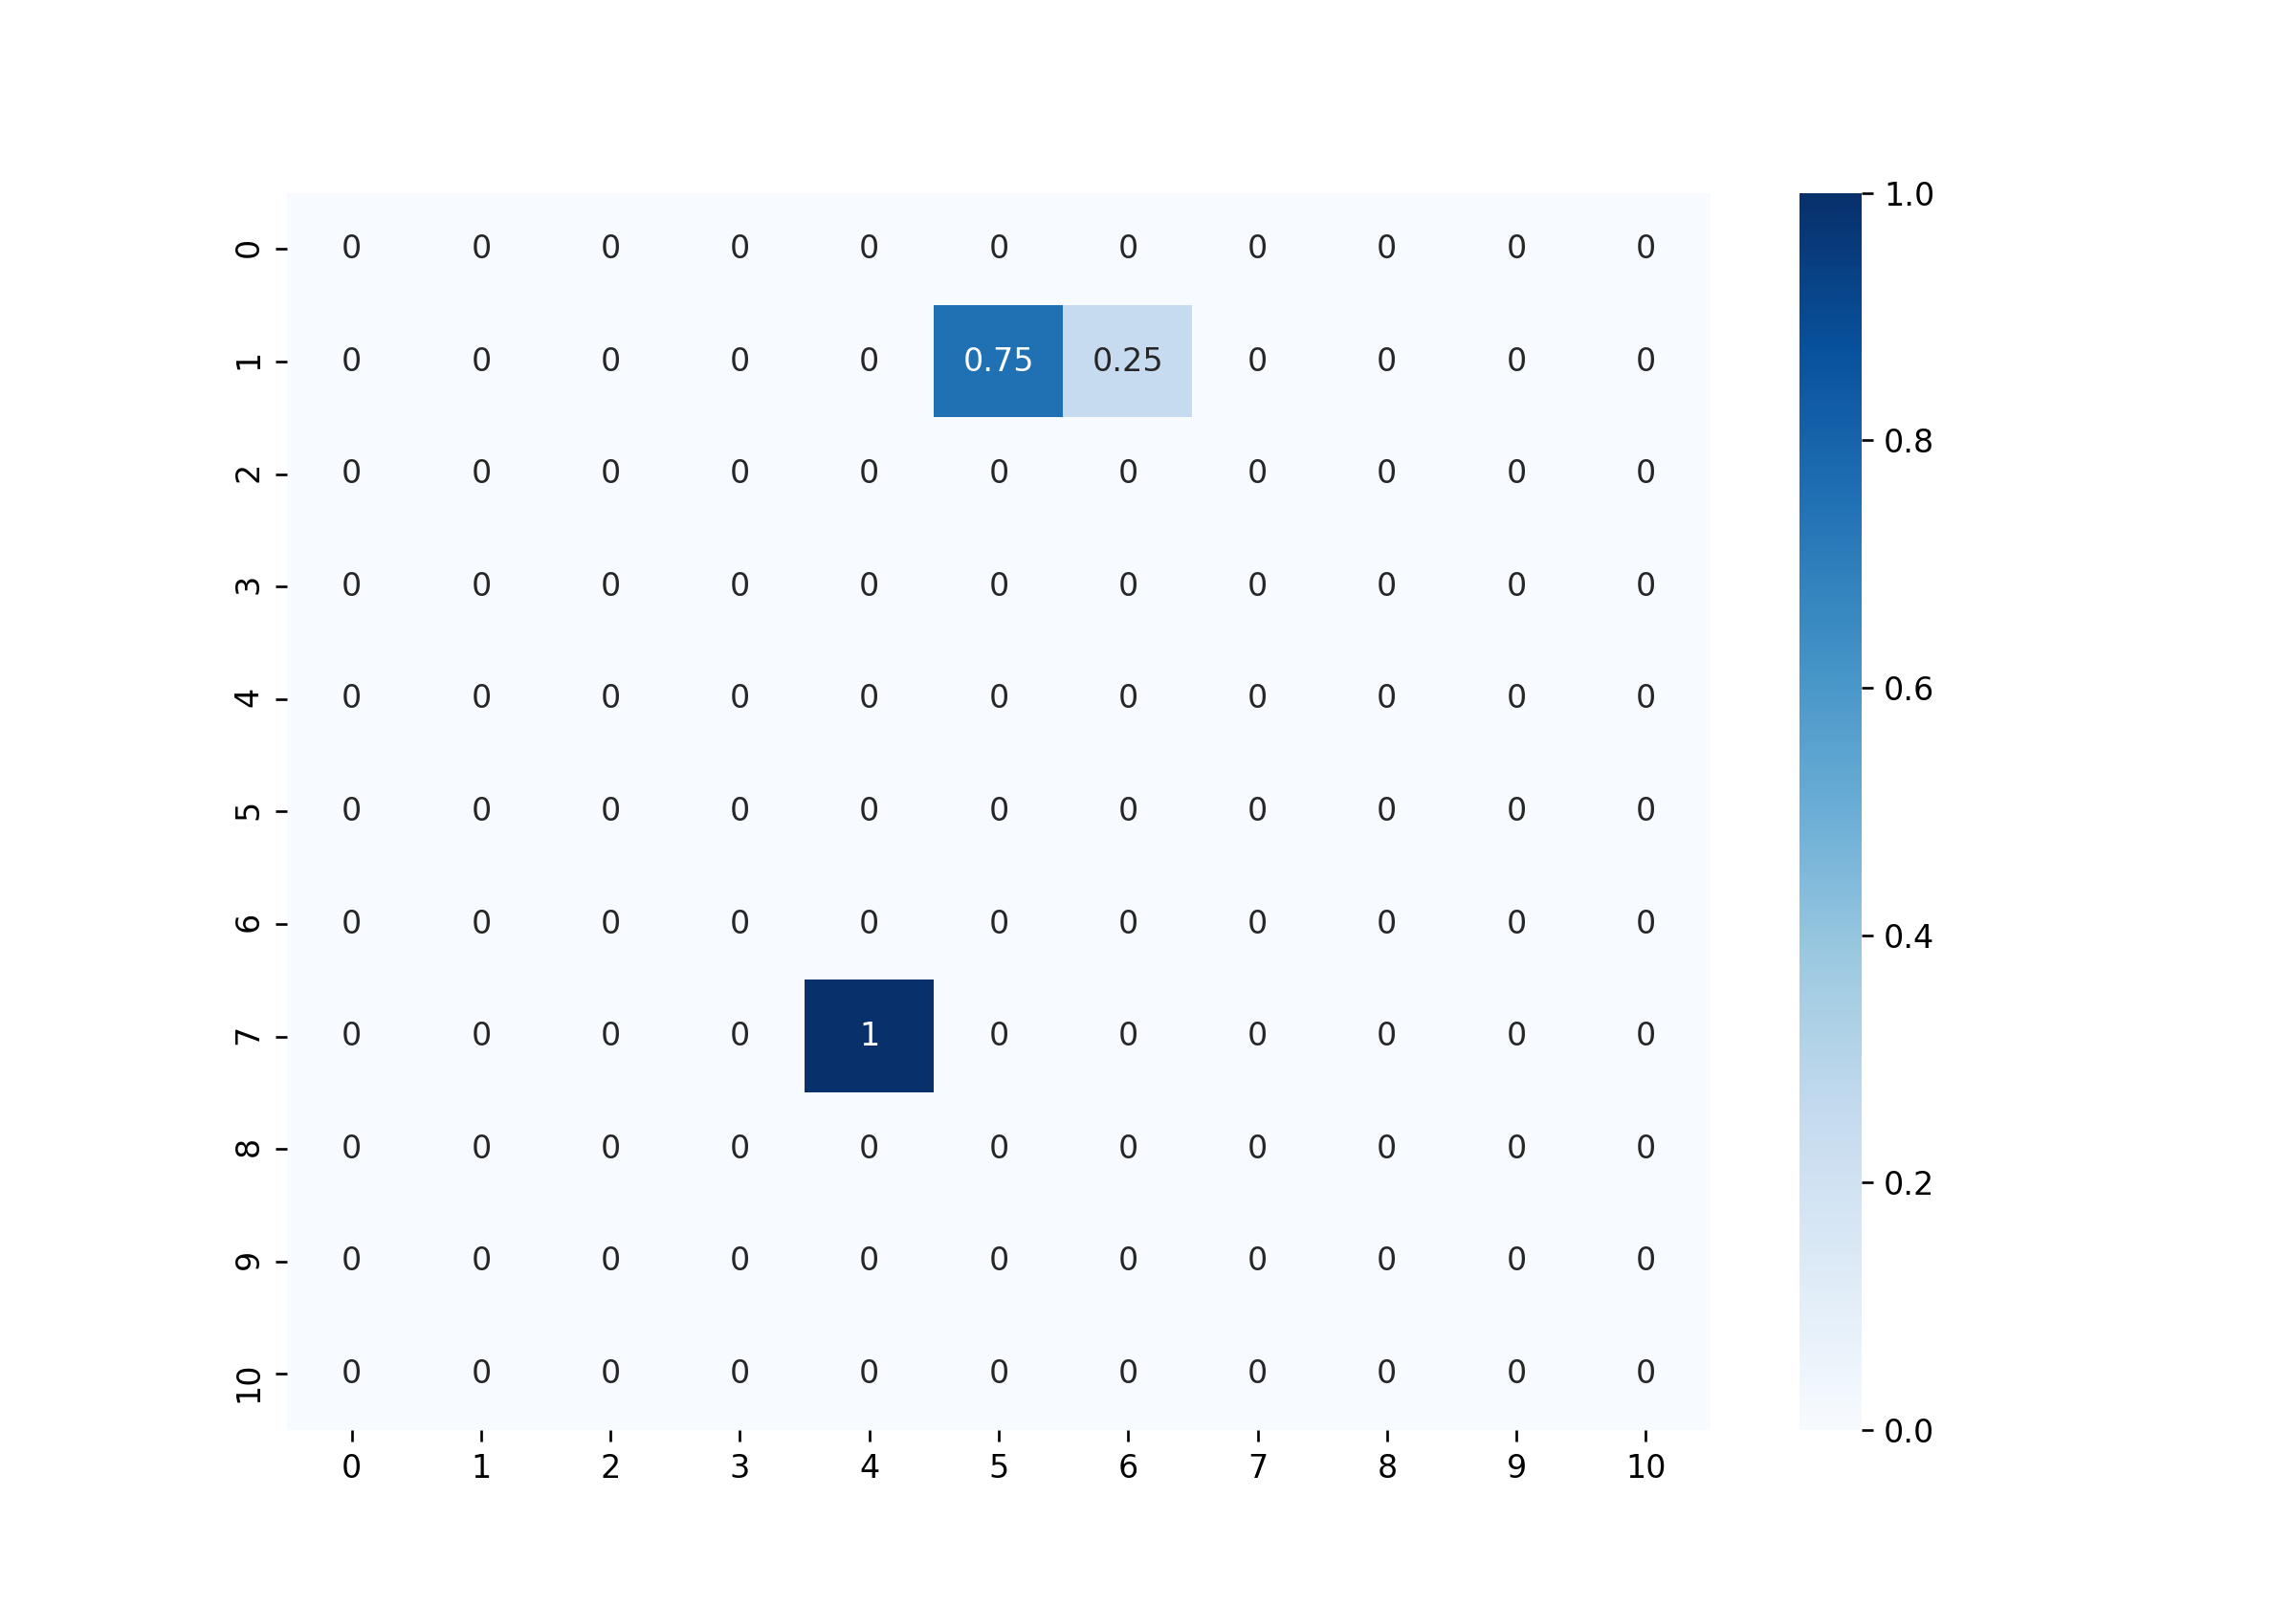 0 0 0 0 0 0 0 0 0 0 0 0
1 0 0 0 0 0 0.75 0.25 0 0 0 0
2 0 0 0 0 0 0 0 0 0 0 0
3 0 0 0 0 0 0 0 0 0 0 0
4 0 0 0 0 0 0 0 0 0 0 0
5 0 0 0 0 0 0 0 0 0 0 0
6 0 0 0 0 0 0 0 0 0 0 0
7 0 0 0 0 1 0 0 0 0 0 0
8 0 0 0 0 0 0 0 0 0 0 0
9 0 0 0 0 0 0 0 0 0 0 0
10 0 0 0 0 0 0 0 0 0 0 0
0 1 2 3 4 5 6 7 8 9 10
1.0
0.8
0.6
0.4
0.2
0.0